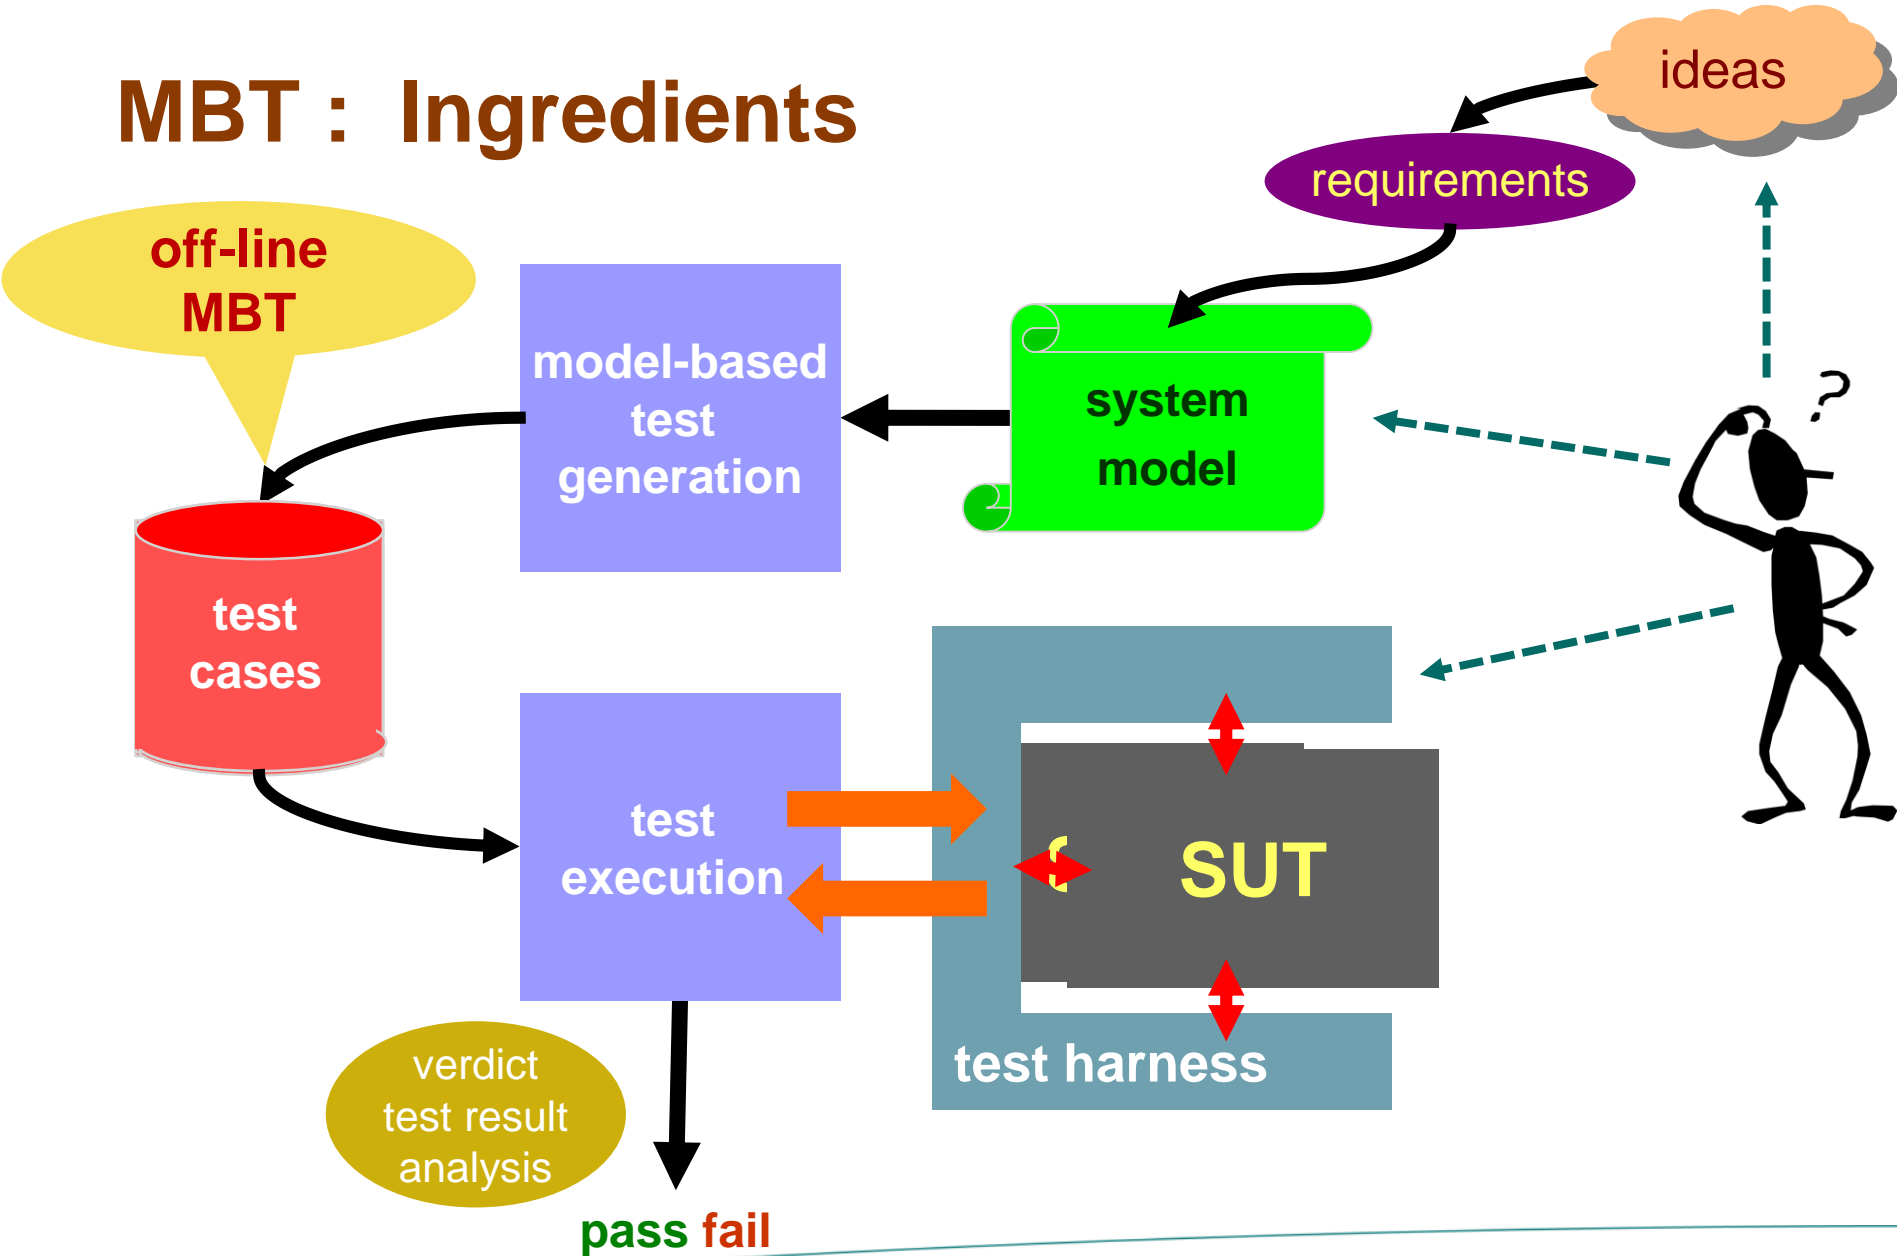 MBT : Ingredients
ideas
requirements
off-line
MBT
model-based
test
generation
system
model
?
test
cases
test
execution
SUT
test harness
verdict
test result
analysis
pass fail